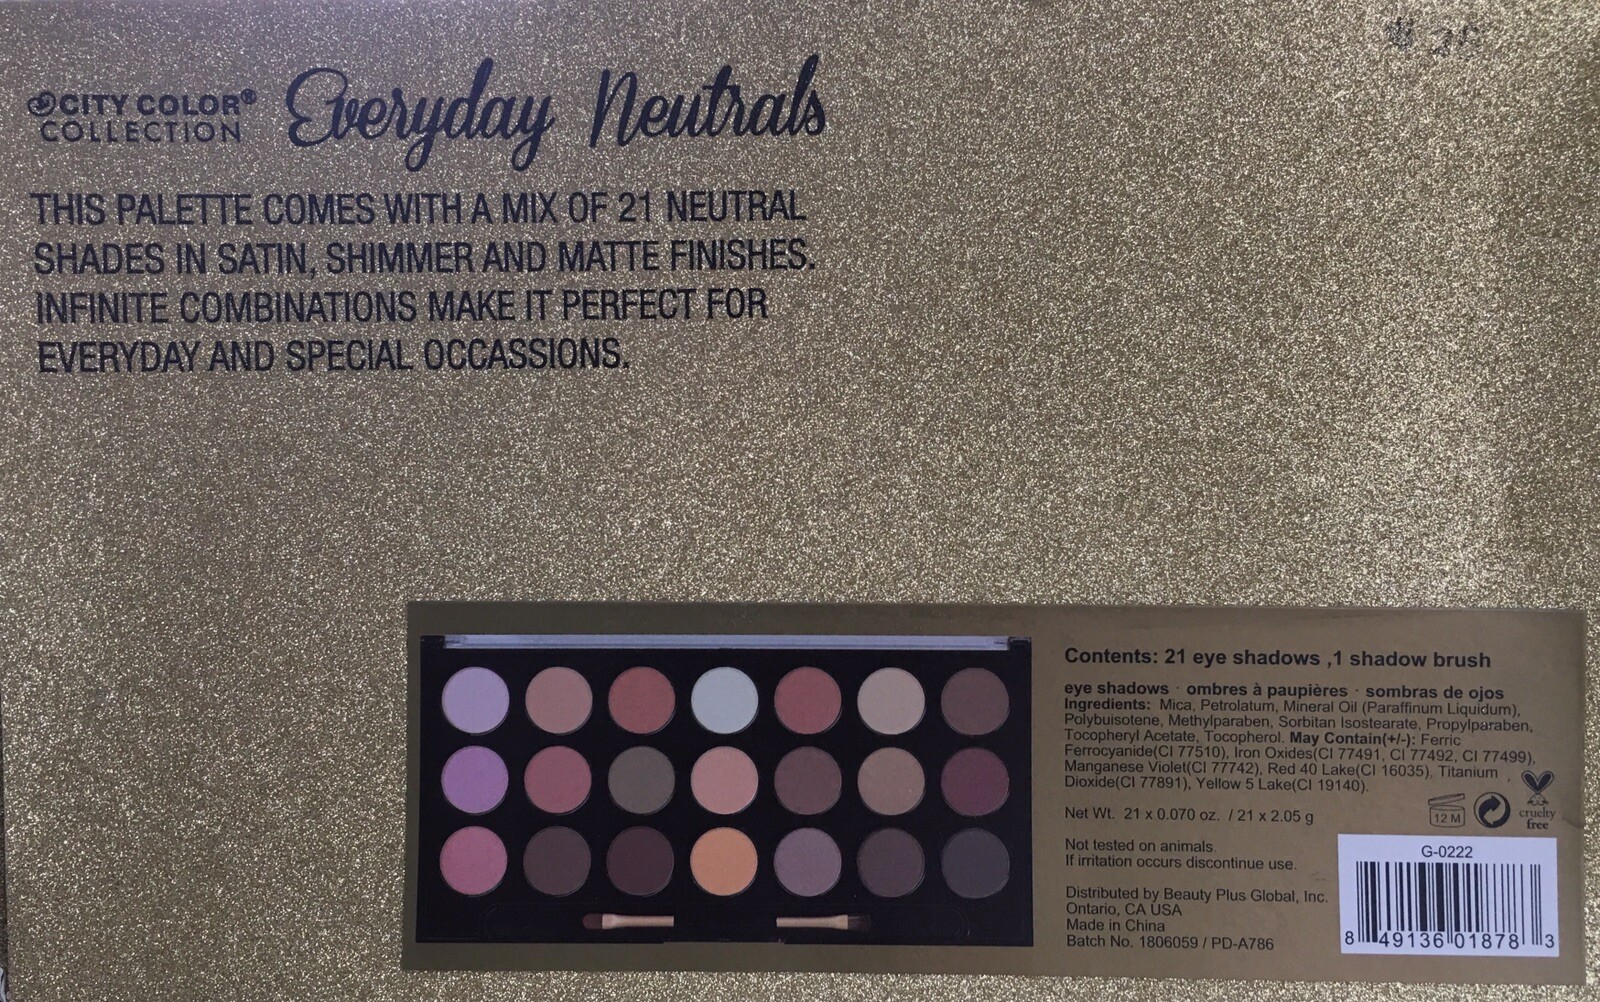 CITY COLOR®
COLLECTION
Everyday Neutrals
THIS PALETTE COMES WITH A MIX OF 21 NEUTRAL
SHADES IN SATIN, SHIMMER AND MATTE FINISHES.
INFINITE COMBINATIONS MAKE IT PERFECT FOR
EVERYDAY AND SPECIAL OCCASSIONS.
Contents: 21 eye shadows ,1 shadow brush
eye shadows · ombres à paupières · sombras de ojos
Ingredients: Mica, Petrolatum, Mineral Oil (Paraffinum Liquidum),
Polybuisotene, Methylparaben, Sorbitan Isostearate, Propylparaben,
Tocopheryl Acetate, Tocopherol. May Contain(+/-): Ferric
Ferrocyanide(CI 77510), Iron Oxides(CI 77491, CI 77492, CI 77499),
Manganese Violet(CI 77742), Red 40 Lake(CI 16035), Titanium
Dioxide(CI 77891), Yellow 5 Lake(CI 19140).
Net Wt. 21 x 0.070 oz. / 21 x 2.05 g
12 M
cruelty
free
Not tested on animals.
If irritation occurs discontinue use.
Distributed by Beauty Plus Global, Inc.
Ontario, CA USA
Made in China
Batch No. 1806059 / PD-A786
G-0222
8 49136 01878 3